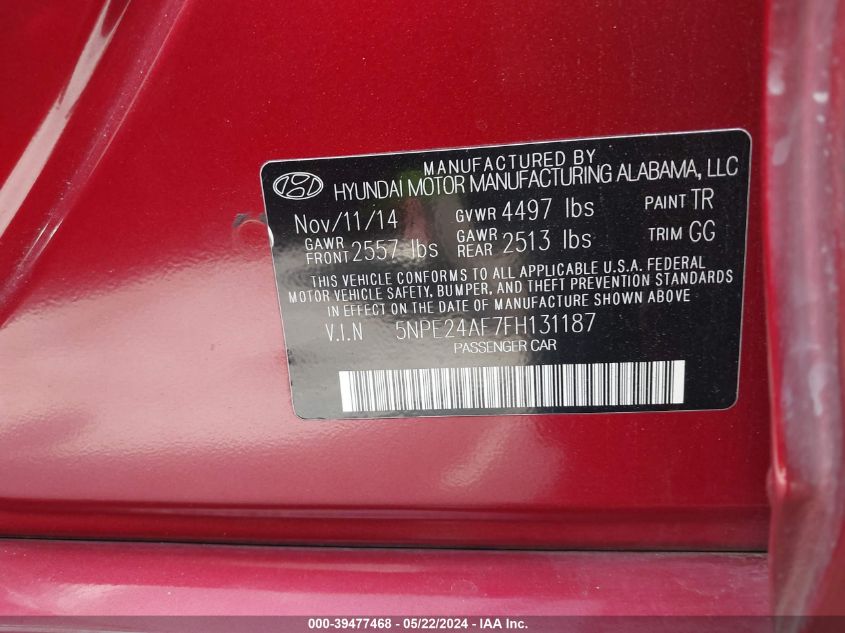 MANUFACTURED BY
HYUNDAI MOTOR MANUFACTURING ALABAMA, LLC
Nov/11/14 GVWR 4497 lbs PAINT TR
GAWR FRONT 2557 lbs GAWR REAR 2513 lbs TRIM GG
THIS VEHICLE CONFORMS TO ALL APPLICABLE U.S.A. FEDERAL
MOTOR VEHICLE SAFETY, BUMPER, AND THEFT PREVENTION STANDARDS
IN EFFECT ON THE DATE OF MANUFACTURE SHOWN ABOVE.
V.I.N 5NPE24AF7FH131187
PASSENGER CAR
000-39477468 - 05/22/2024 - IAA Inc.